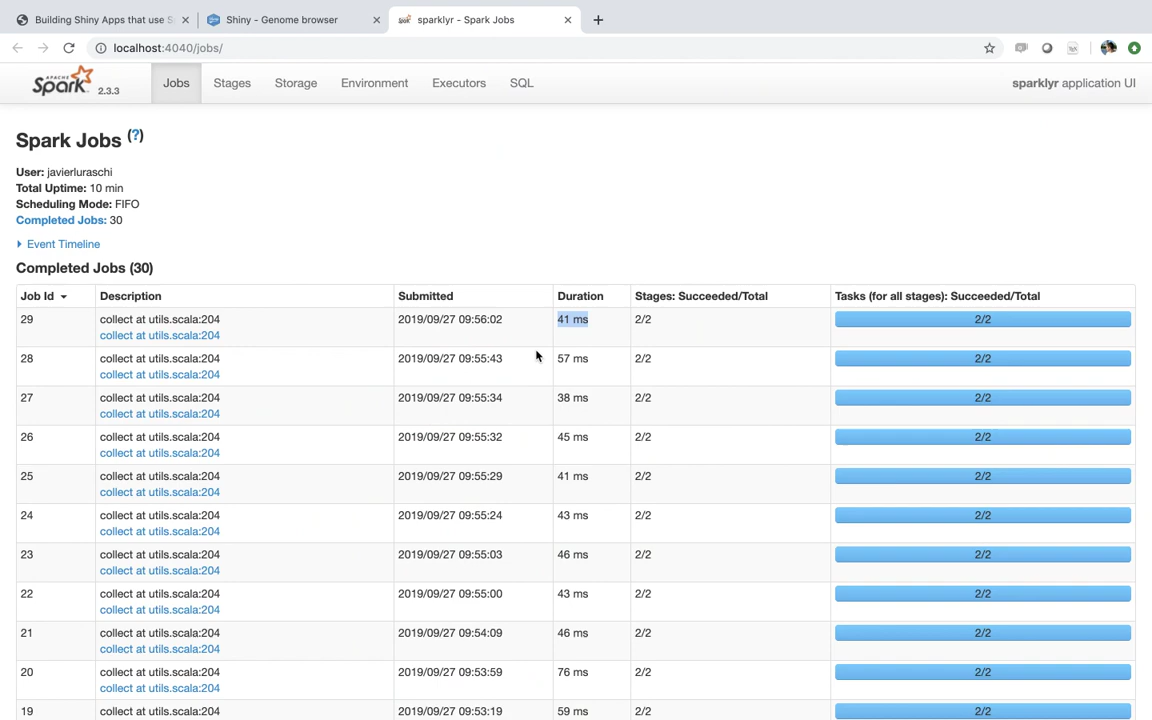 Building Shiny Apps that use S
Shiny - Genome browser
sparklyr - Spark Jobs
localhost:4040/jobs/
APACHE
Spark 2.3.3 Jobs Stages Storage Environment Executors SQL sparklyr application UI
Spark Jobs (?)
User: javierluraschi
Total Uptime: 10 min
Scheduling Mode: FIFO
Completed Jobs: 30
Event Timeline
Completed Jobs (30)
Job Id Description Submitted Duration Stages: Succeeded/Total Tasks (for all stages): Succeeded/Total
29 collect at utils.scala:204 2019/09/27 09:56:02 41 ms 2/2 2/2
collect at utils.scala:204
28 collect at utils.scala:204 2019/09/27 09:55:43 57 ms 2/2 2/2
collect at utils.scala:204
27 collect at utils.scala:204 2019/09/27 09:55:34 38 ms 2/2 2/2
collect at utils.scala:204
26 collect at utils.scala:204 2019/09/27 09:55:32 45 ms 2/2 2/2
collect at utils.scala:204
25 collect at utils.scala:204 2019/09/27 09:55:29 41 ms 2/2 2/2
collect at utils.scala:204
24 collect at utils.scala:204 2019/09/27 09:55:24 43 ms 2/2 2/2
collect at utils.scala:204
23 collect at utils.scala:204 2019/09/27 09:55:03 46 ms 2/2 2/2
collect at utils.scala:204
22 collect at utils.scala:204 2019/09/27 09:55:00 43 ms 2/2 2/2
collect at utils.scala:204
21 collect at utils.scala:204 2019/09/27 09:54:09 46 ms 2/2 2/2
collect at utils.scala:204
20 collect at utils.scala:204 2019/09/27 09:53:59 76 ms 2/2 2/2
collect at utils.scala:204
19 collect at utils.scala:204 2019/09/27 09:53:19 59 ms 2/2 2/2